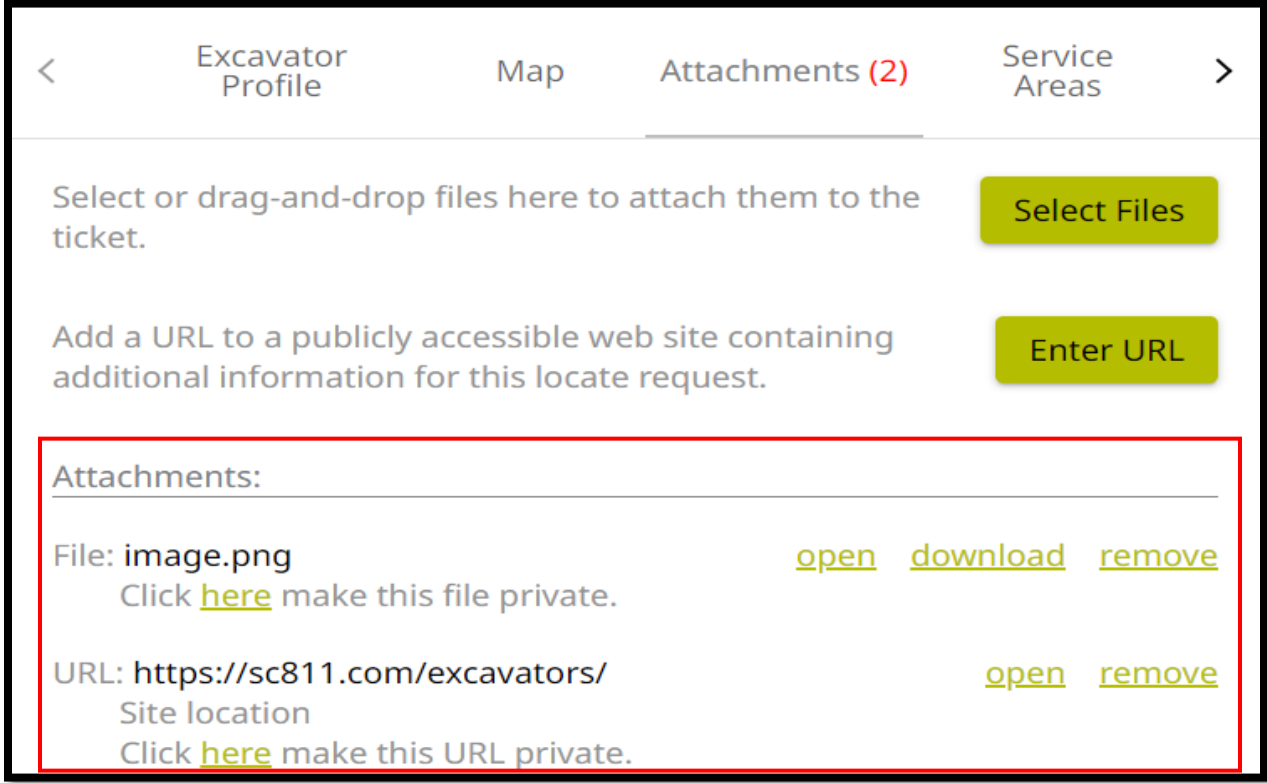 Excavator
Profile
Map
Attachments (2)
Service
Areas
Select or drag-and-drop files here to attach them to the
ticket.
Select Files
Add a URL to a publicly accessible web site containing
additional information for this locate request.
Enter URL
Attachments:
File: image.png open download remove
Click here make this file private.
URL: https://sc811.com/excavators/ open remove
Site location
Click here make this URL private.